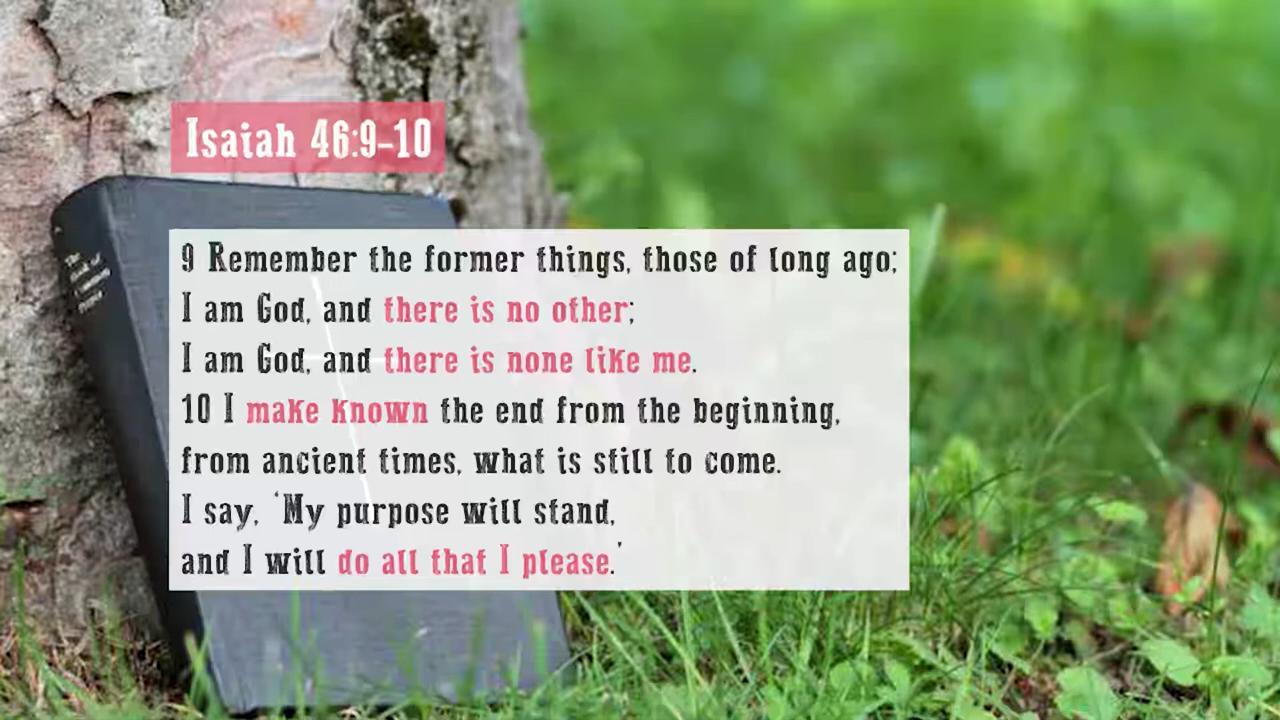 Isaiah 46:9-10
9 Remember the former things, those of long ago;
I am God, and there is no other;
I am God, and there is none like me.
10 I make known the end from the beginning,
from ancient times, what is still to come.
I say, ‘My purpose will stand,
and I will do all that I please.’